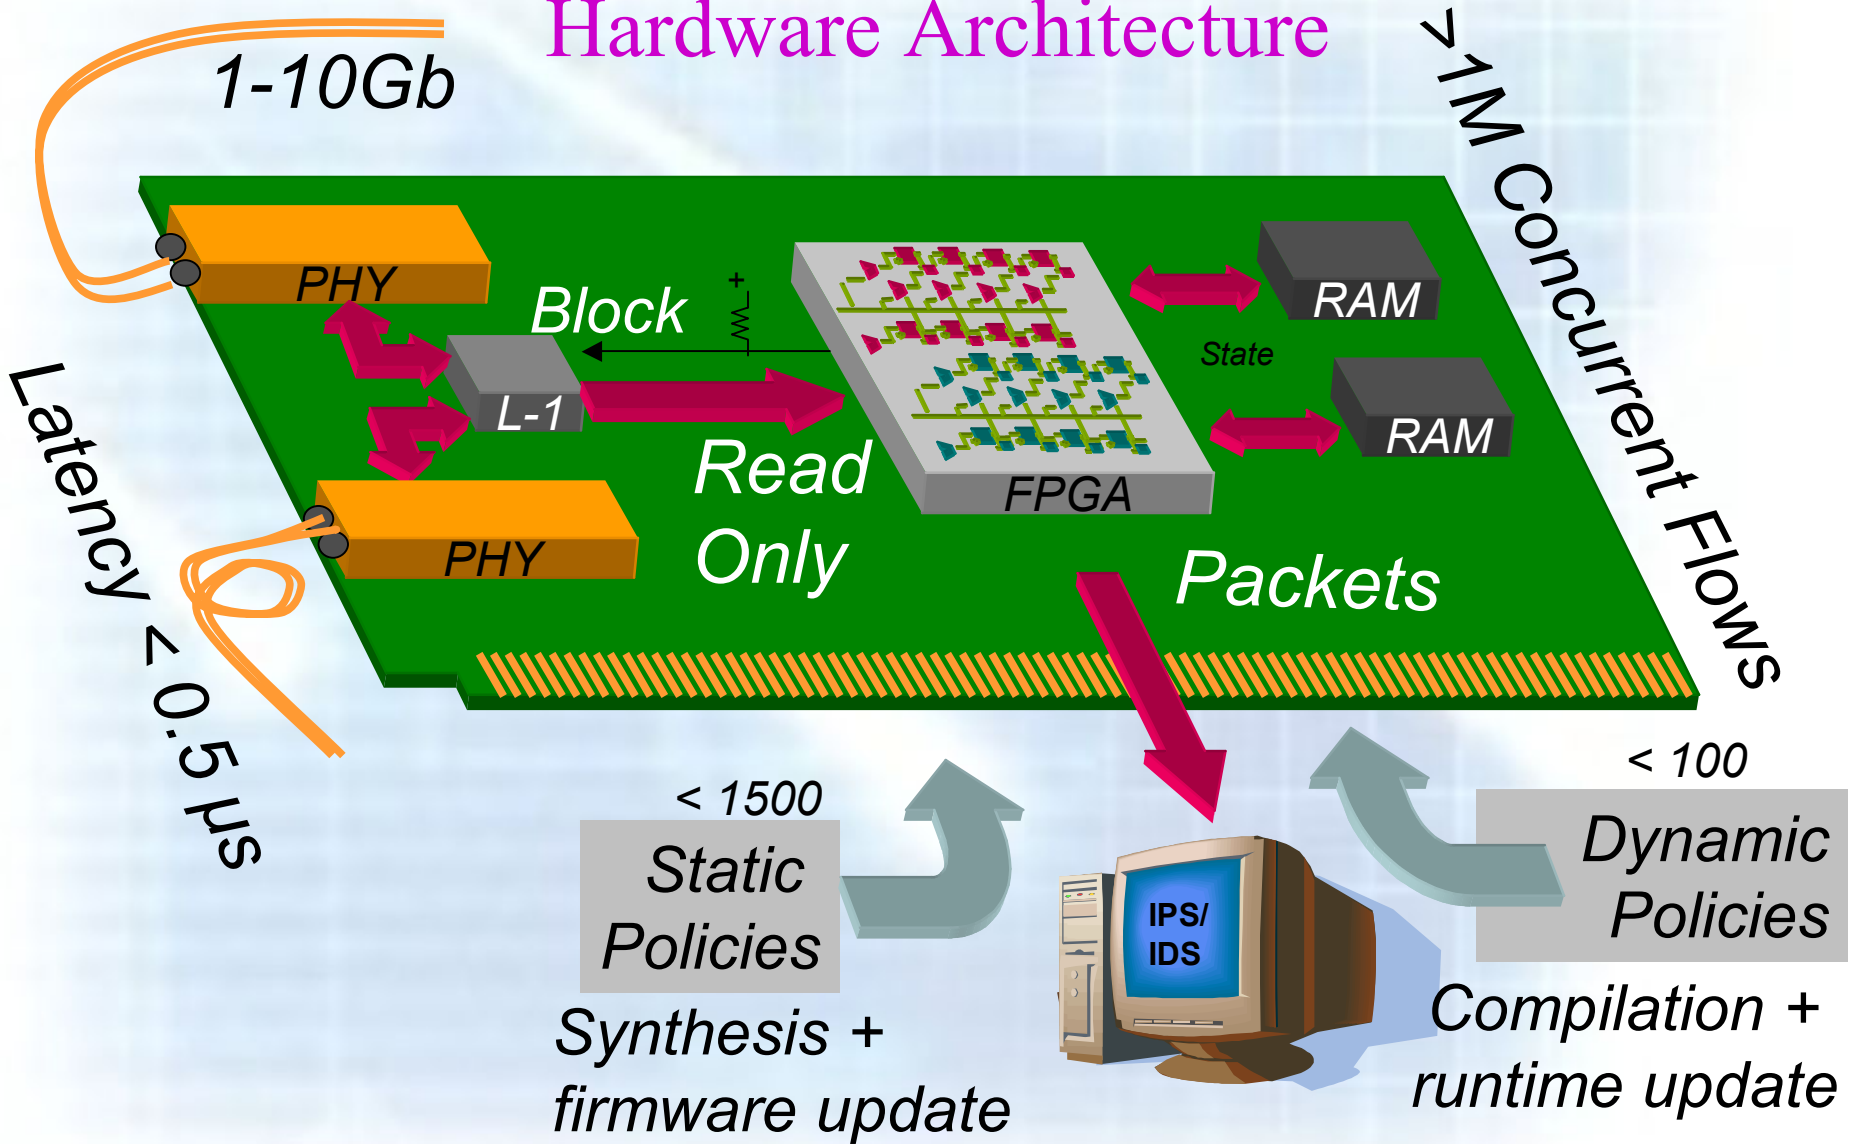 Hardware Architecture
1-10Gb
>1M Concurrent Flows
PHY
Block
+
RAM
State
L-1
RAM
Read
Only
FPGA
PHY
Packets
Latency < 0.5 µs
< 1500
Static
Policies
Synthesis +
firmware update
IPS/
IDS
< 100
Dynamic
Policies
Compilation +
runtime update